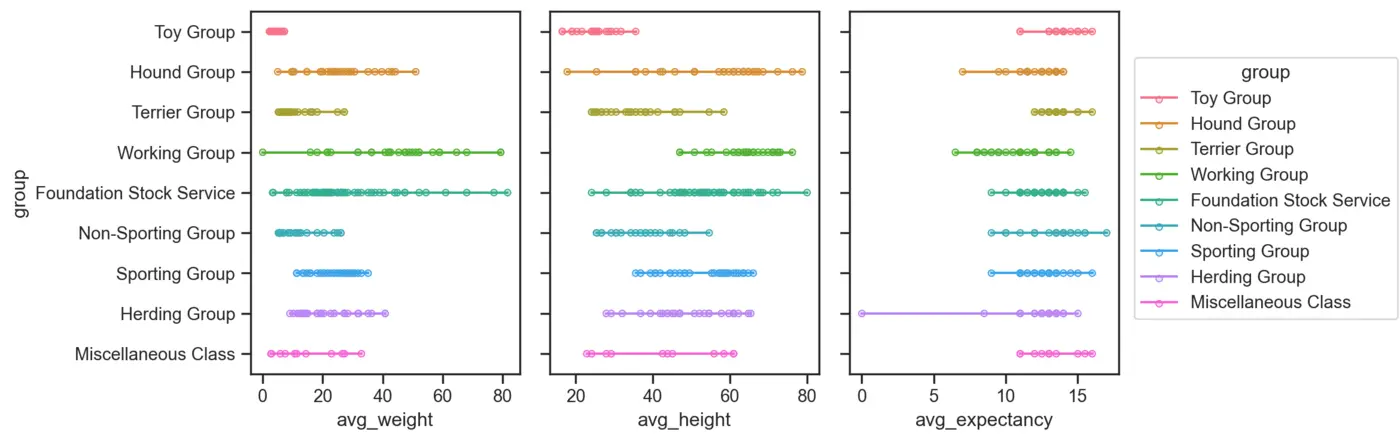 group
Toy Group
Hound Group
Terrier Group
Working Group
Foundation Stock Service
Non-Sporting Group
Sporting Group
Herding Group
Miscellaneous Class
0 20 40 60 80
avg_weight
20 40 60 80
avg_height
0 5 10 15
avg_expectancy
group
Toy Group
Hound Group
Terrier Group
Working Group
Foundation Stock Service
Non-Sporting Group
Sporting Group
Herding Group
Miscellaneous Class